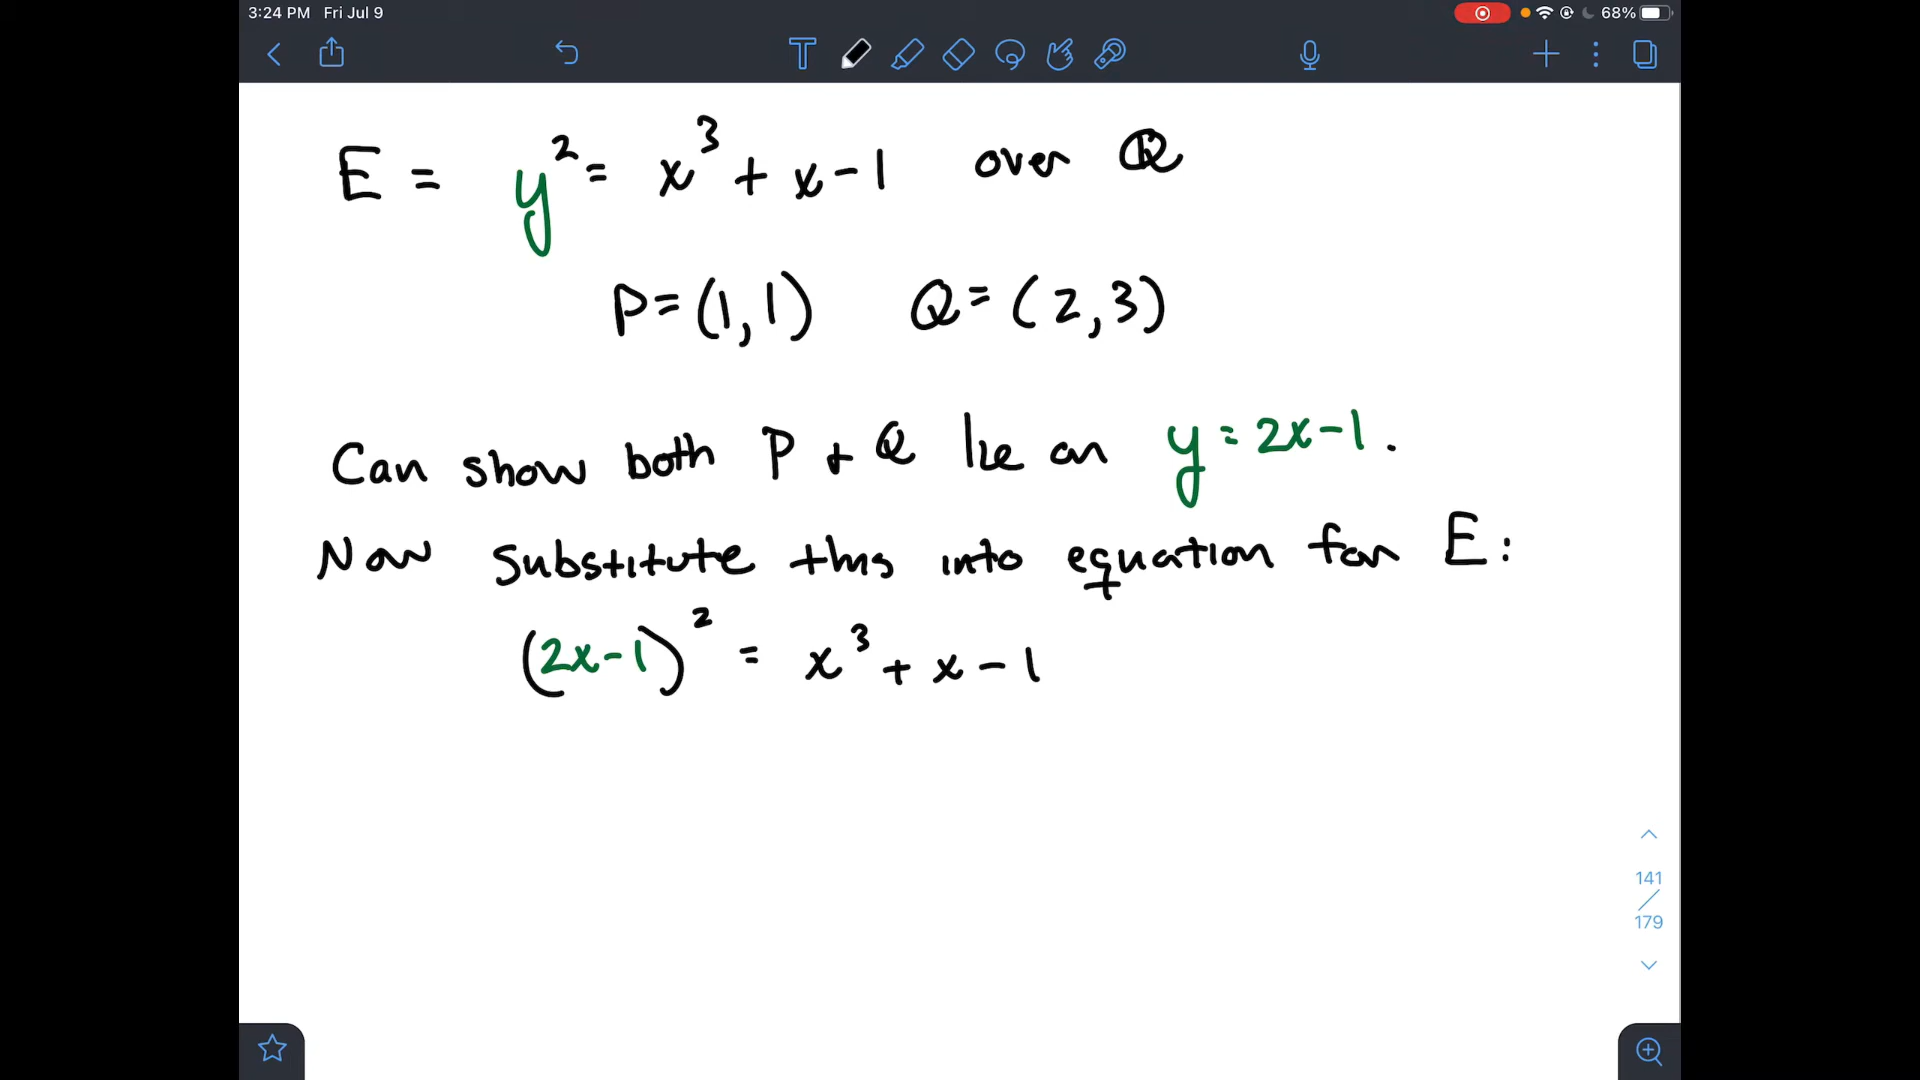 3:24 PM Fri Jul 9 68%
E = y² = x³ + x - 1 over Q
P = (1, 1) Q = (2, 3)
Can show both P + Q lie on y = 2x - 1.
Now substitute this into equation for E:
(2x - 1)² = x³ + x - 1
141
/
179